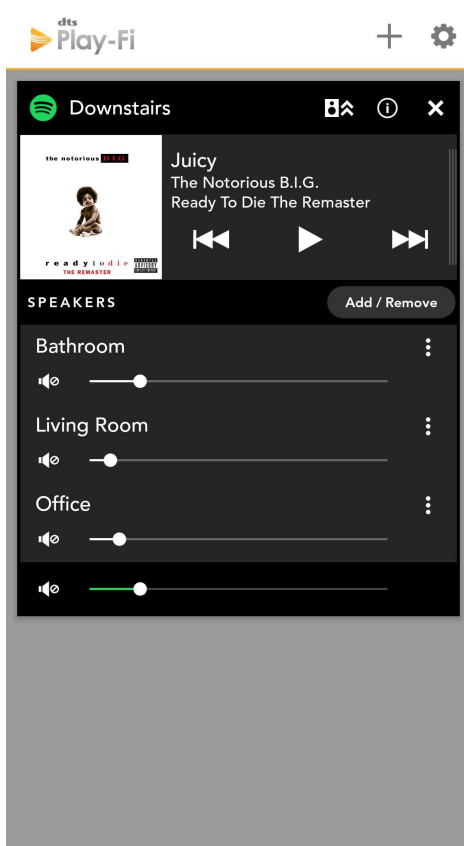 dts
Play-Fi
Downstairs
the notorious B.I.G.
ready to die
THE REMASTER
Juicy
The Notorious B.I.G.
Ready To Die The Remaster
SPEAKERS
Add / Remove
Bathroom
Living Room
Office